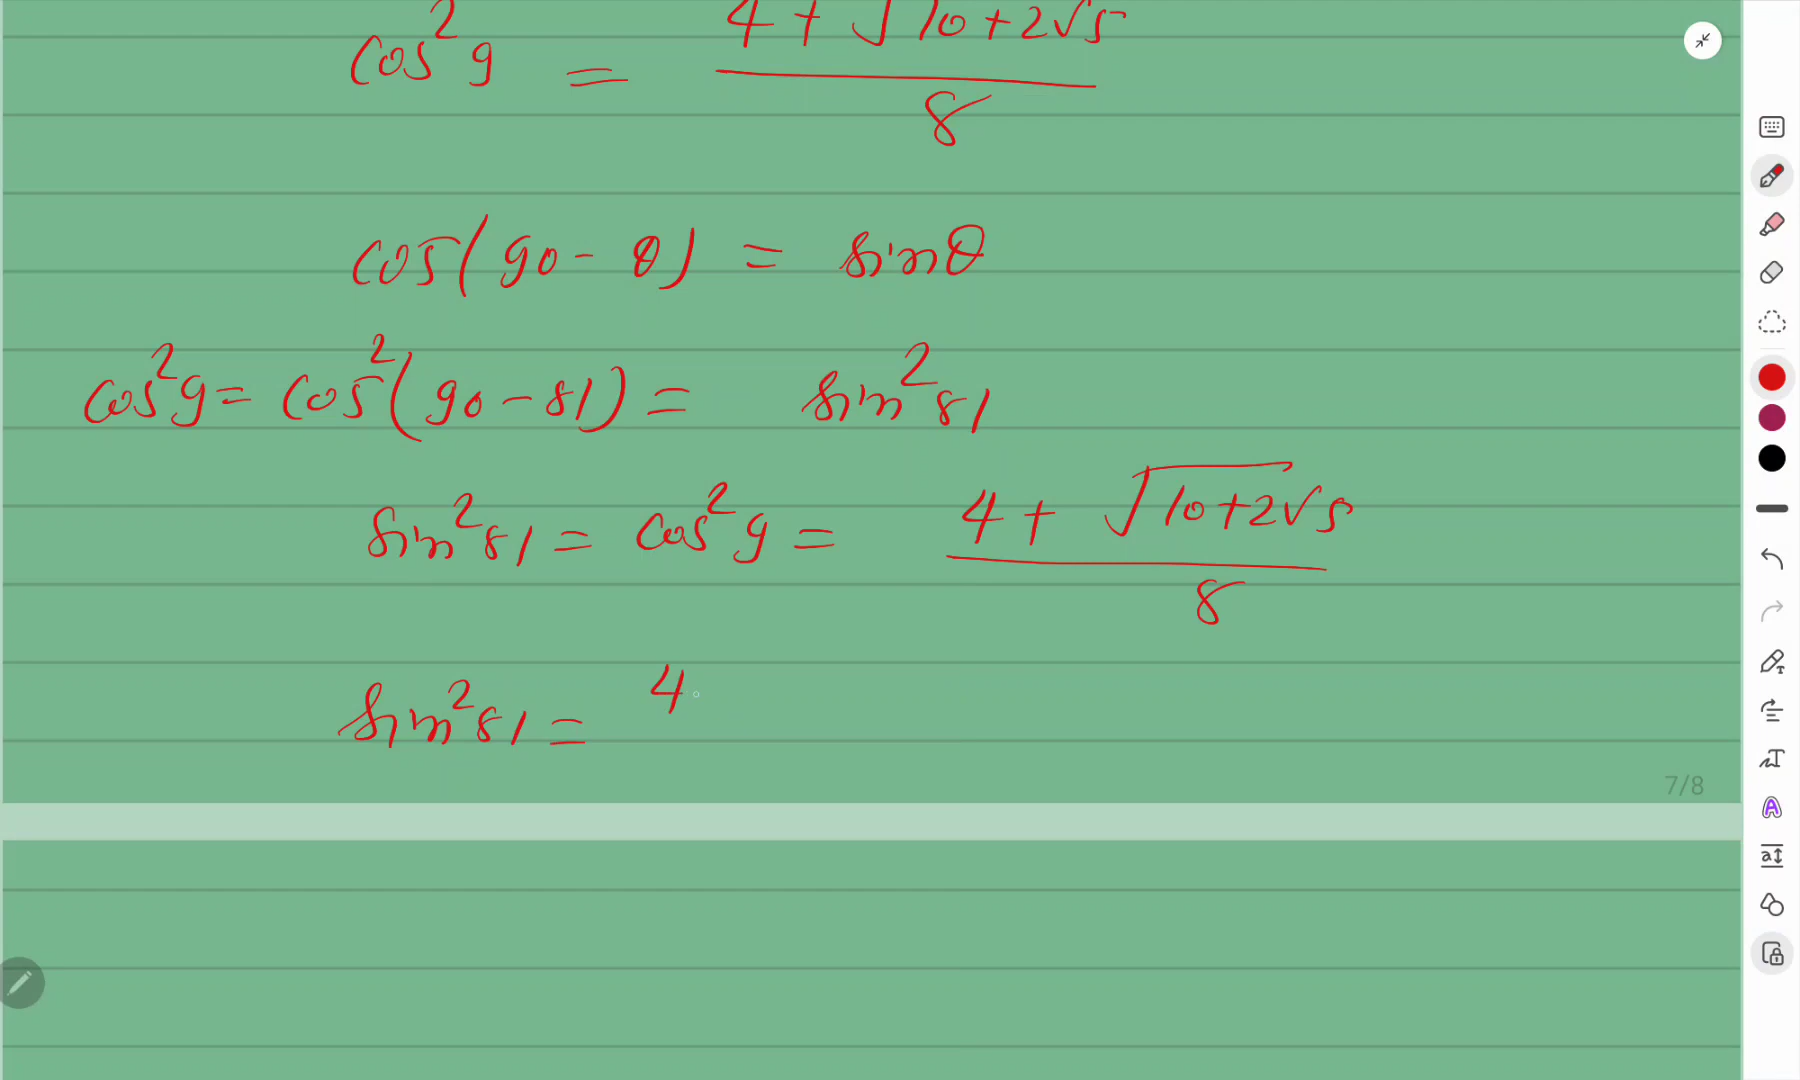 cos²9 = (4 + √(10+2√5))/8
cos(90 - θ) = sinθ
cos²9 = cos²(90 - 81) = sin²81
sin²81 = cos²9 = (4 + √(10+2√5))/8
sin²81 = 4
7/8